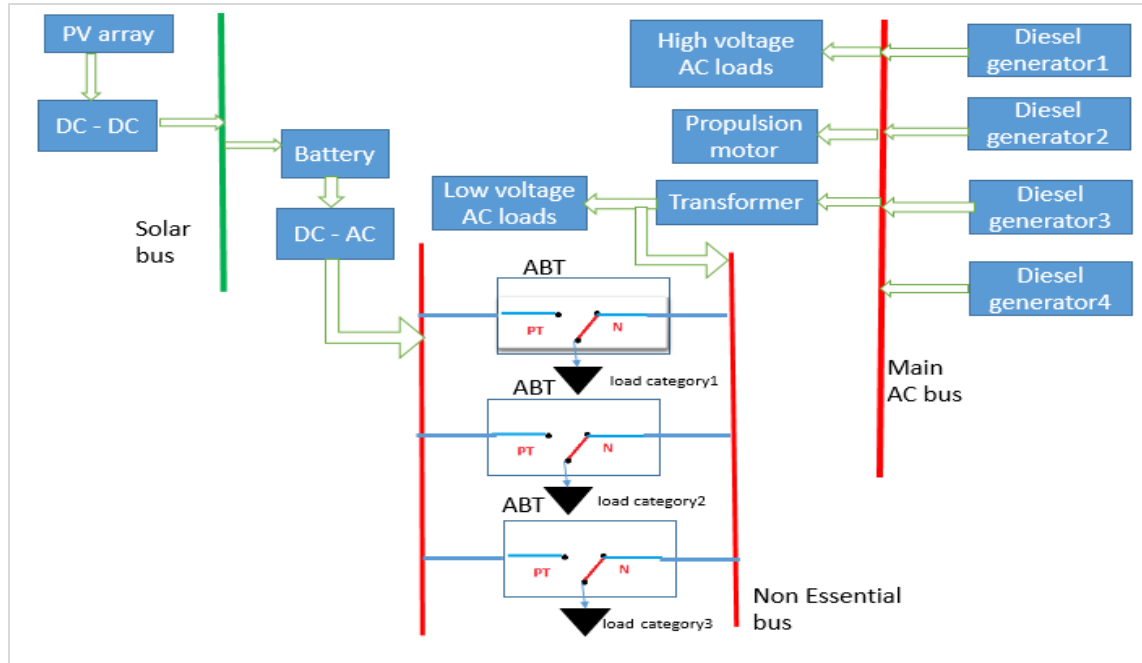 PV array
DC - DC
Solar
bus
Battery
DC - AC
High voltage
AC loads
Propulsion
motor
Low voltage
AC loads
Transformer
Diesel
generator1
Diesel
generator2
Diesel
generator3
Diesel
generator4
Main
AC bus
ABT
PT
N
load category1
ABT
PT
N
load category2
ABT
PT
N
load category3
Non Essential
bus